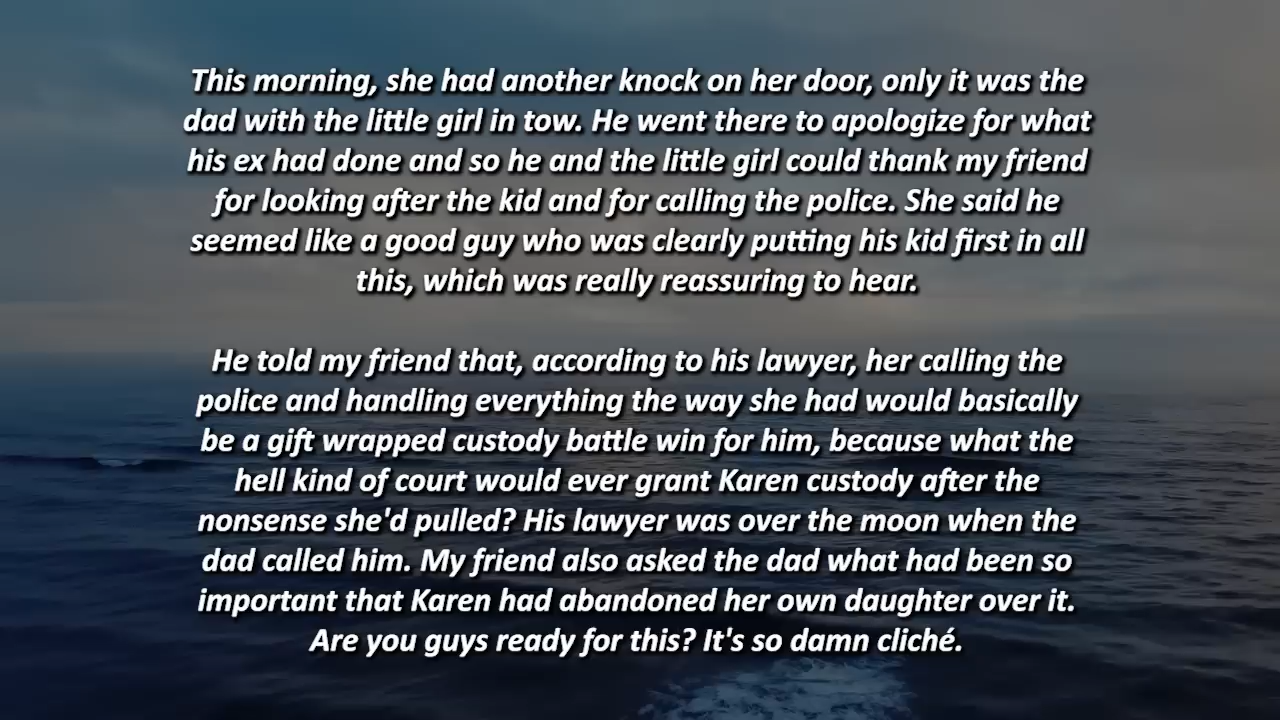 This morning, she had another knock on her door, only it was the
dad with the little girl in tow. He went there to apologize for what
his ex had done and so he and the little girl could thank my friend
for looking after the kid and for calling the police. She said he
seemed like a good guy who was clearly putting his kid first in all
this, which was really reassuring to hear.
He told my friend that, according to his lawyer, her calling the
police and handling everything the way she had would basically
be a gift wrapped custody battle win for him, because what the
hell kind of court would ever grant Karen custody after the
nonsense she'd pulled? His lawyer was over the moon when the
dad called him. My friend also asked the dad what had been so
important that Karen had abandoned her own daughter over it.
Are you guys ready for this? It's so damn cliché.